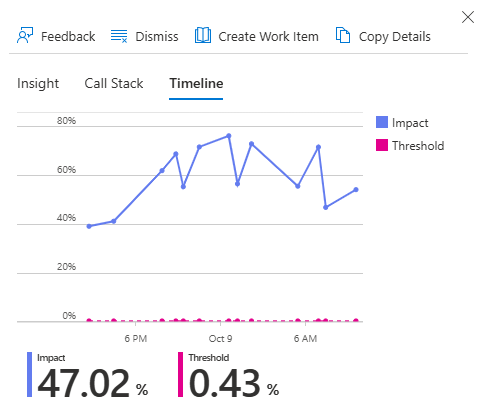 Feedback Dismiss Create Work Item Copy Details
Insight Call Stack Timeline
80%
60%
40%
20%
0%
6 PM Oct 9 6 AM
Impact
Threshold
Impact Threshold
47.02 % 0.43 %